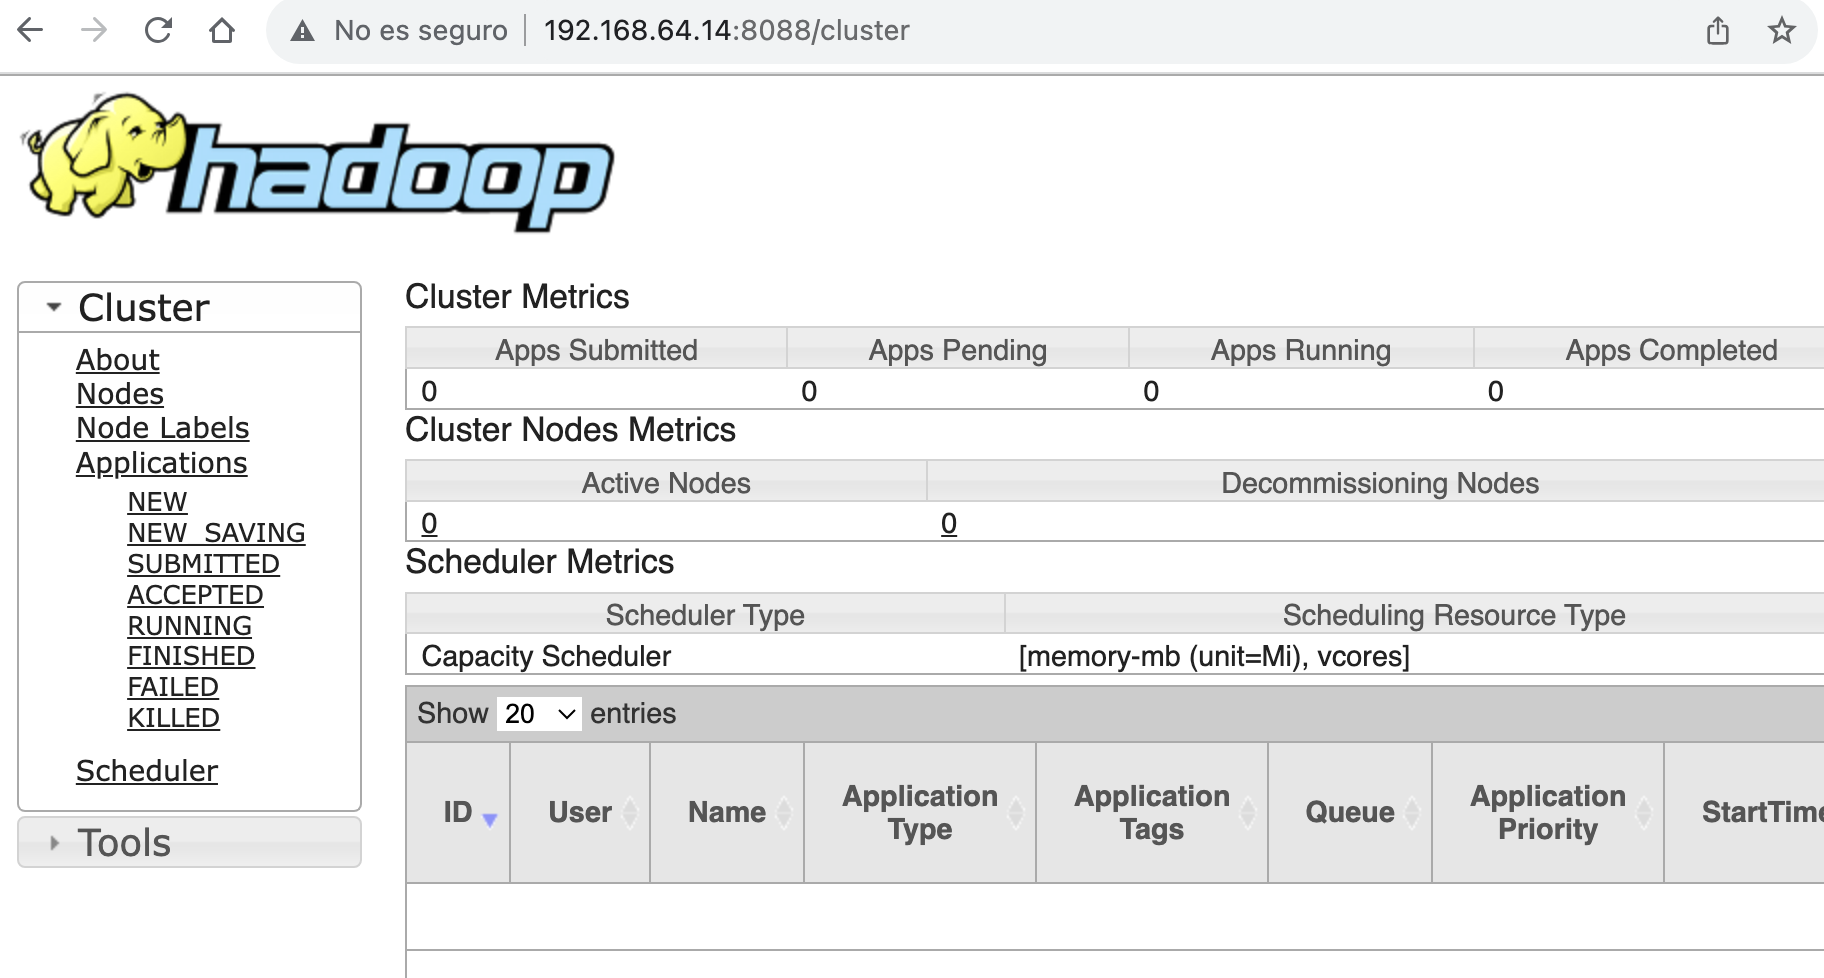 No es seguro 192.168.64.14:8088/cluster
hadoop
Cluster
About
Nodes
Node Labels
Applications
NEW
NEW_SAVING
SUBMITTED
ACCEPTED
RUNNING
FINISHED
FAILED
KILLED
Scheduler
Tools
Cluster Metrics
Apps Submitted Apps Pending Apps Running Apps Completed
0 0 0 0
Cluster Nodes Metrics
Active Nodes Decommissioning Nodes
0 0
Scheduler Metrics
Scheduler Type Scheduling Resource Type
Capacity Scheduler [memory-mb (unit=Mi), vcores]
Show 20 entries
ID User Name Application Type Application Tags Queue Application Priority StartTime